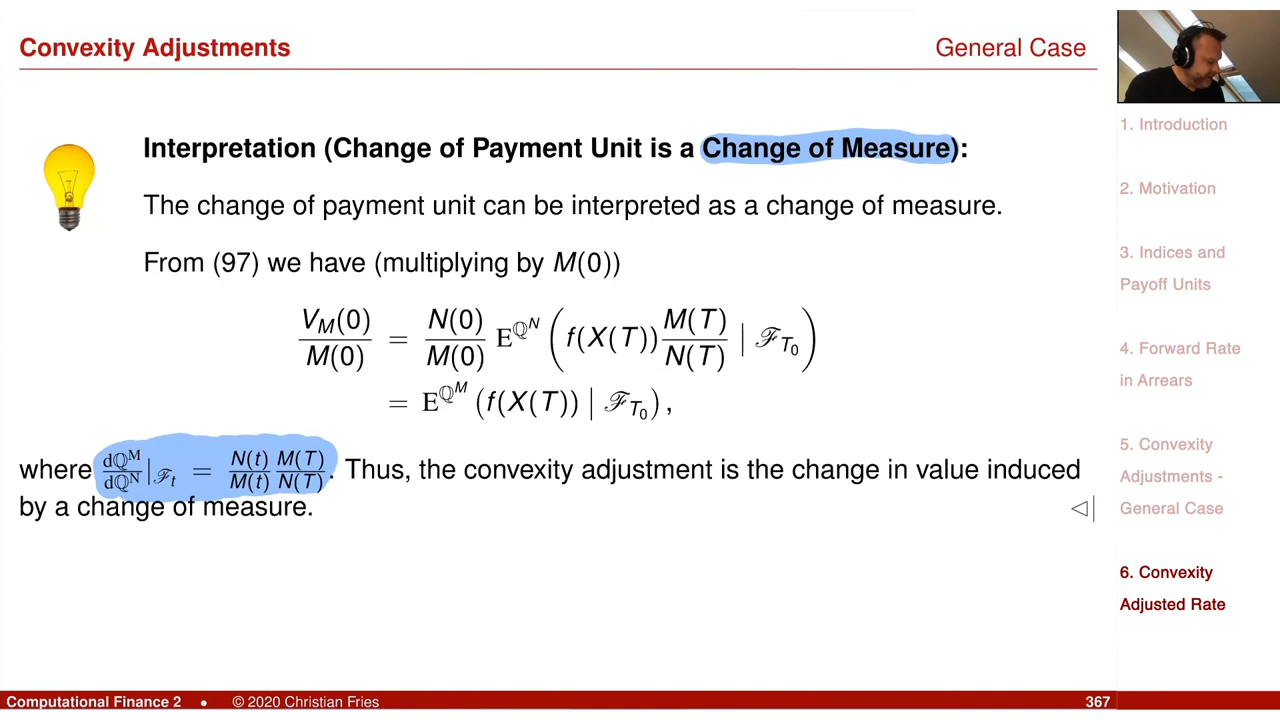 Convexity Adjustments
General Case
Interpretation (Change of Payment Unit is a Change of Measure):
The change of payment unit can be interpreted as a change of measure.
From (97) we have (multiplying by M(0))
V_M(0)/M(0) = N(0)/M(0) E^{ℚ^N} ( f(X(T)) M(T)/N(T) | ℱ_{T_0} )
= E^{ℚ^M} ( f(X(T)) | ℱ_{T_0} ) ,
where dℚ^M/dℚ^N |_{ℱ_t} = N(t)/M(t) M(T)/N(T). Thus, the convexity adjustment is the change in value induced
by a change of measure.
1. Introduction
2. Motivation
3. Indices and
Payoff Units
4. Forward Rate
in Arrears
5. Convexity
Adjustments -
General Case
6. Convexity
Adjusted Rate
Computational Finance 2 • © 2020 Christian Fries
367